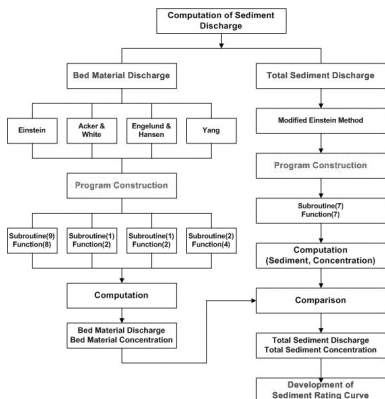 Computation of Sediment
Discharge
Bed Material Discharge
Total Sediment Discharge
Einstein
Acker &
White
Engelund &
Hansen
Yang
Modified Einstein Method
Program Construction
Program Construction
Subroutine(9)
Function(8)
Subroutine(1)
Function(2)
Subroutine(1)
Function(2)
Subroutine(2)
Function(4)
Subroutine(7)
Function(7)
Computation
(Sediment, Concentration)
Computation
Comparison
Bed Material Discharge
Bed Material Concentration
Total Sediment Discharge
Total Sediment Concentration
Development of
Sediment Rating Curve